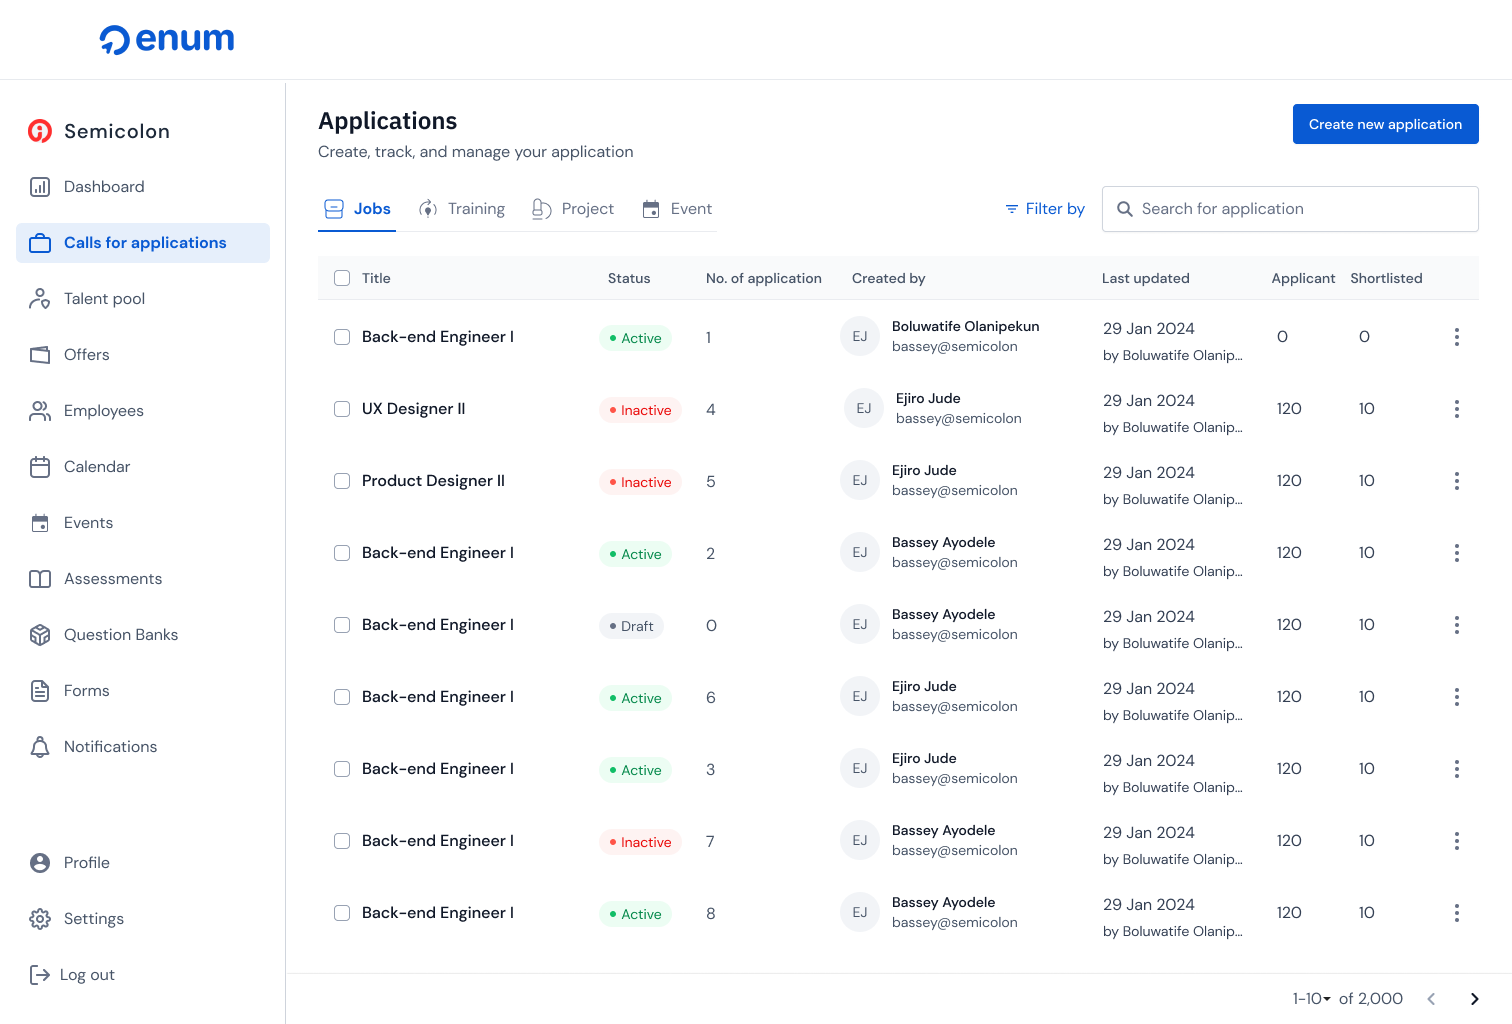 enum
Semicolon
Dashboard
Calls for applications
Talent pool
Offers
Employees
Calendar
Events
Assessments
Question Banks
Forms
Notifications
Profile
Settings
Log out
Applications
Create, track, and manage your application
Create new application
Jobs Training Project Event
Filter by
Search for application
Title Status No. of application Created by Last updated Applicant Shortlisted
Back-end Engineer I Active 1 EJ Boluwatife Olanipekun 29 Jan 2024 0 0
bassey@semicolon by Boluwatife Olanip...
UX Designer II Inactive 4 EJ Ejiro Jude 29 Jan 2024 120 10
bassey@semicolon by Boluwatife Olanip...
Product Designer II Inactive 5 EJ Ejiro Jude 29 Jan 2024 120 10
bassey@semicolon by Boluwatife Olanip...
Back-end Engineer I Active 2 EJ Bassey Ayodele 29 Jan 2024 120 10
bassey@semicolon by Boluwatife Olanip...
Back-end Engineer I Draft 0 EJ Bassey Ayodele 29 Jan 2024 120 10
bassey@semicolon by Boluwatife Olanip...
Back-end Engineer I Active 6 EJ Ejiro Jude 29 Jan 2024 120 10
bassey@semicolon by Boluwatife Olanip...
Back-end Engineer I Active 3 EJ Ejiro Jude 29 Jan 2024 120 10
bassey@semicolon by Boluwatife Olanip...
Back-end Engineer I Inactive 7 EJ Bassey Ayodele 29 Jan 2024 120 10
bassey@semicolon by Boluwatife Olanip...
Back-end Engineer I Active 8 EJ Bassey Ayodele 29 Jan 2024 120 10
bassey@semicolon by Boluwatife Olanip...
1-10 of 2,000